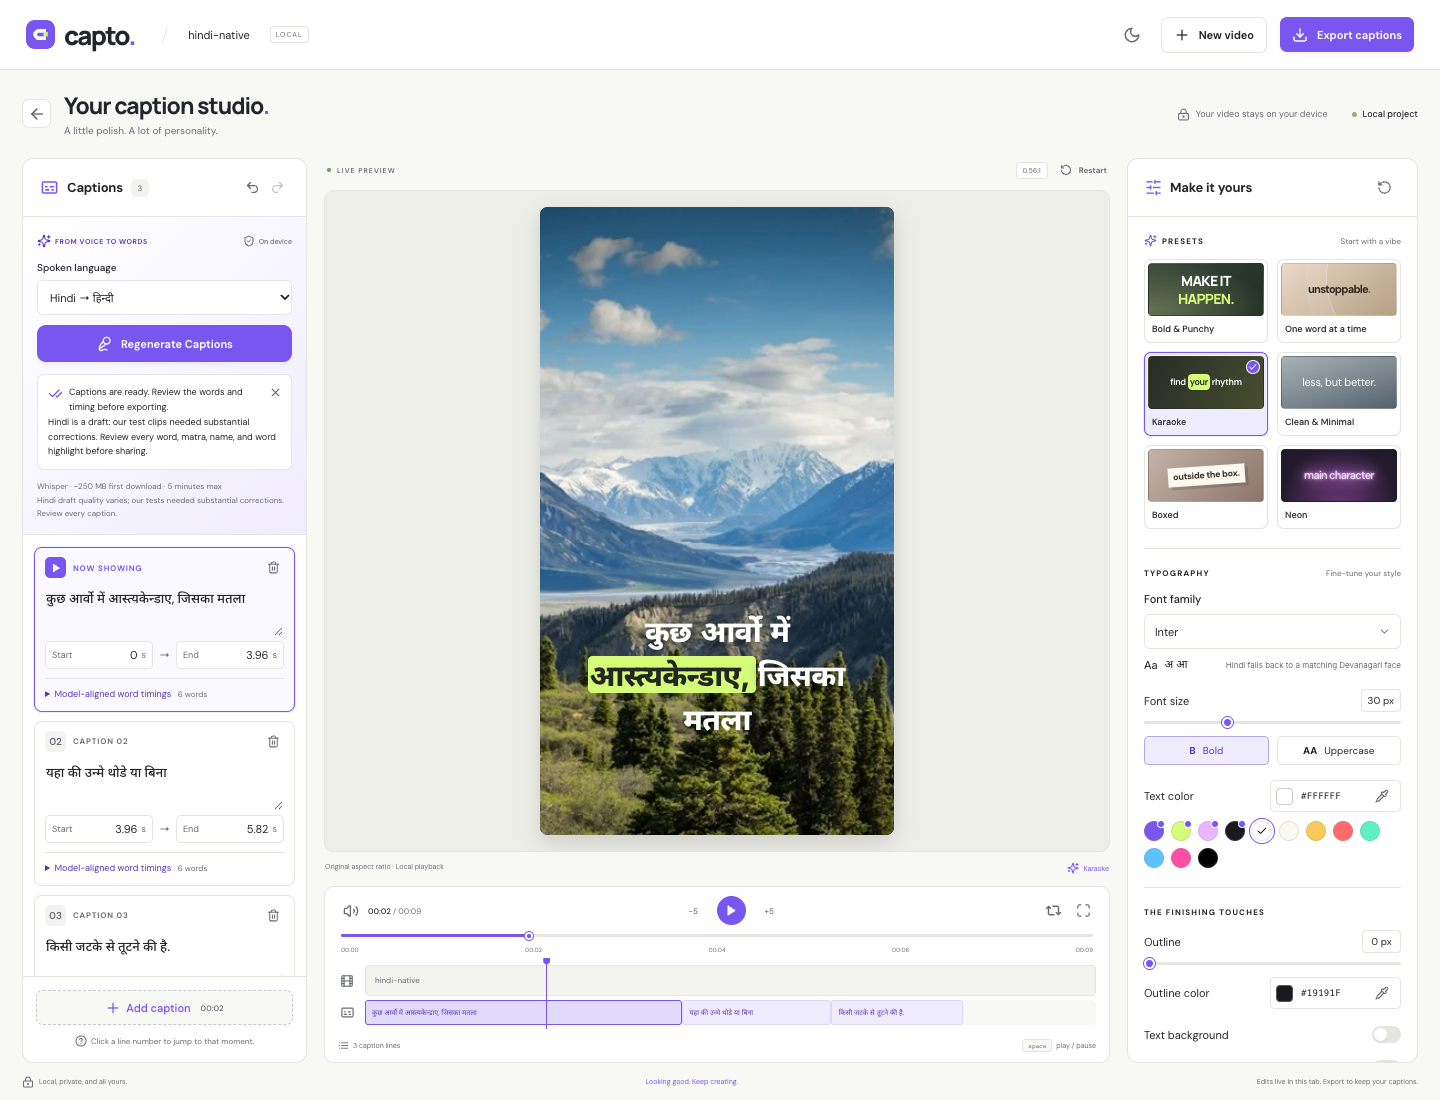 capto.
hindi-native
LOCAL
New video
Export captions
Your caption studio.
A little polish. A lot of personality.
Your video stays on your device
Local project
Captions
3
FROM VOICE TO WORDS
On device
Spoken language
Hindi → हिन्दी
Regenerate Captions
Captions are ready. Review the words and
timing before exporting.
Hindi is a draft: our test clips needed substantial
corrections. Review every word, matra, name, and word
highlight before sharing.
Whisper · ~250 MB first download · 5 minutes max
Hindi draft quality varies; our tests needed substantial corrections.
Review every caption.
NOW SHOWING
कुछ आर्वो में आस्त्यकेन्डाए, जिसका मतला
Start 0 s → End 3.96 s
Model-aligned word timings 6 words
02 CAPTION 02
यहा की उन्मे थोडे या बिना
Start 3.96 s → End 5.82 s
Model-aligned word timings 6 words
03 CAPTION 03
किसी जटके से तूटने की है.
Add caption 00:02
Click a line number to jump to that moment.
LIVE PREVIEW
0.56:1
Restart
कुछ आर्वो में
आस्त्यकेन्डाए, जिसका
मतला
Original aspect ratio · Local playback
Karaoke
00:02 / 00:09
-5
+5
00:00 00:02 00:04 00:06 00:09
hindi-native
कुछ आर्वो में आस्त्यकेन्डाए, जिसका मतला
यहा की उन्मे थोडे या बिना
किसी जटके से तूटने की है.
3 caption lines
space play / pause
Make it yours
PRESETS
Start with a vibe
MAKE IT
HAPPEN.
Bold & Punchy
unstoppable.
One word at a time
find your rhythm
Karaoke
less, but better.
Clean & Minimal
outside the box.
Boxed
main character
Neon
TYPOGRAPHY
Fine-tune your style
Font family
Inter
Aa अ आ
Hindi falls back to a matching Devanagari face
Font size
30 px
B Bold
AA Uppercase
Text color
#FFFFFF
THE FINISHING TOUCHES
Outline
0 px
Outline color
#19191F
Text background
Local, private, and all yours.
Looking good. Keep creating.
Edits live in this tab. Export to keep your captions.